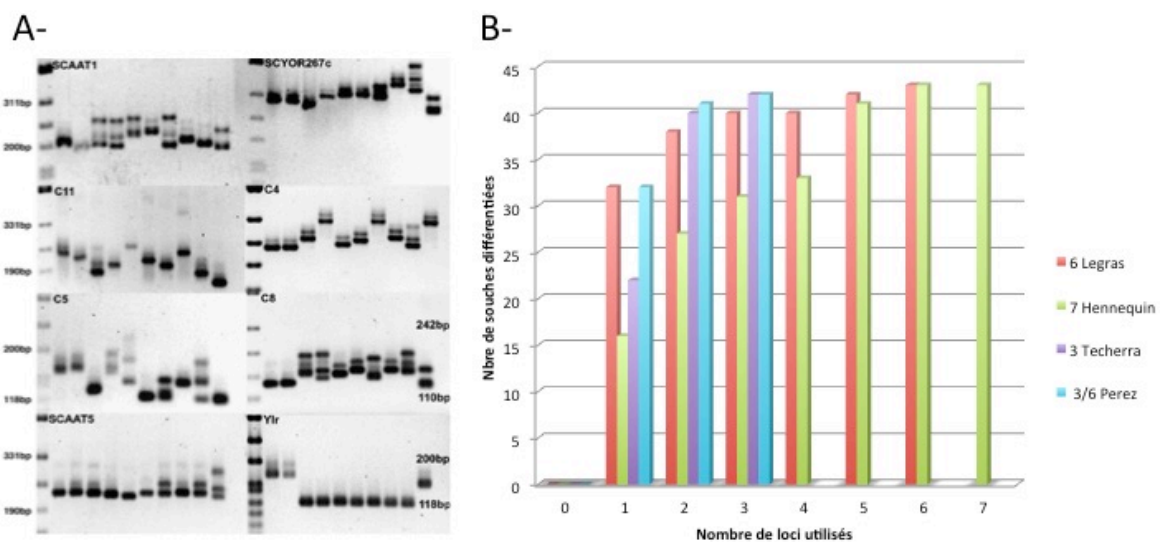 A-
SCAAT1
SCYOR267c
311bp
200bp
C11
C4
331bp
190bp
C5
C8
242bp
200bp
118bp
110bp
SCAAT5
Ylr
331bp
200bp
190bp
118bp
B-
Nbre de souches différentiées
45
40
35
30
25
20
15
10
5
0
0 1 2 3 4 5 6 7
Nombre de loci utilisés
6 Legras
7 Hennequin
3 Techerra
3/6 Perez